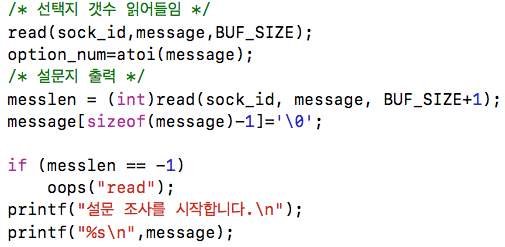 /* 선택지 갯수 읽어들임 */
read(sock_id,message,BUF_SIZE);
option_num=atoi(message);
/* 설문지 출력 */
messlen = (int)read(sock_id, message, BUF_SIZE+1);
message[sizeof(message)-1]='\0';
if (messlen == -1)
    oops("read");
printf("설문 조사를 시작합니다.\n");
printf("%s\n",message);